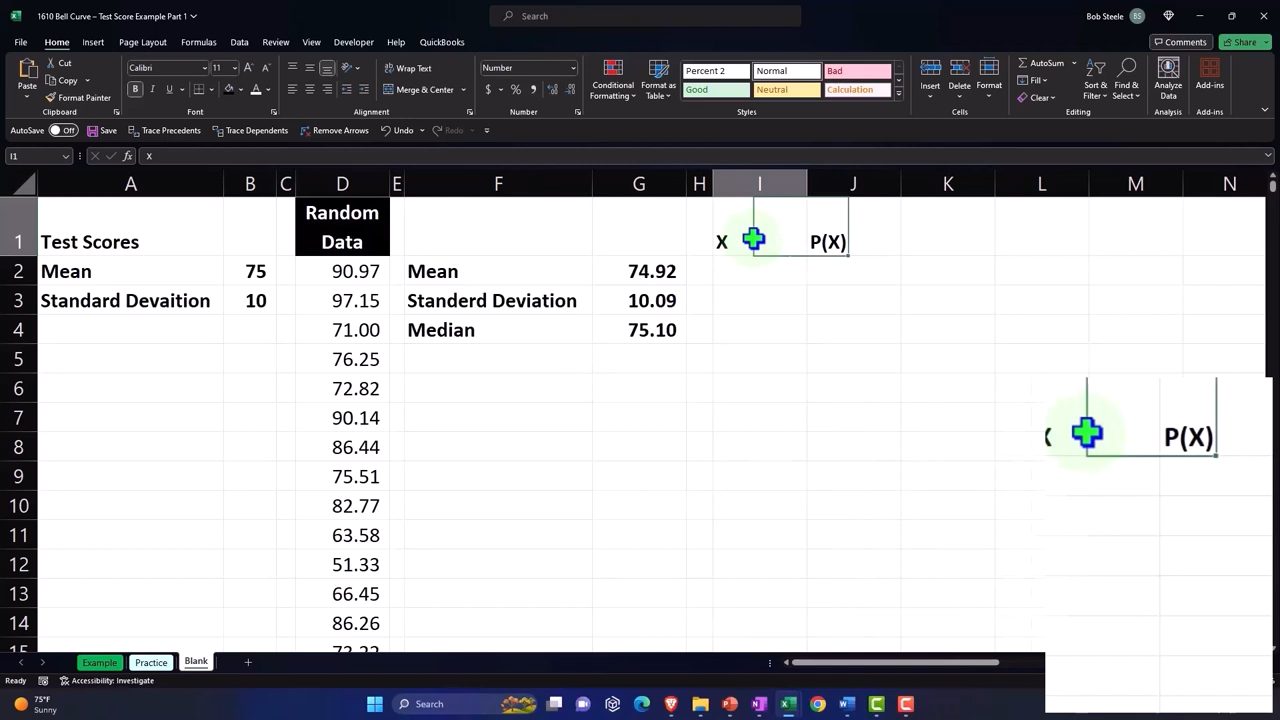 1610 Bell Curve – Test Score Example Part 1
Search
Bob Steele BS
File Home Insert Page Layout Formulas Data Review View Developer Help QuickBooks
Comments Share
Paste Cut Copy Format Painter
Clipboard
Calibri 11
B I U
Font
Wrap Text
Merge & Center
Alignment
Number
$ % ,
Number
Conditional Formatting Format as Table
Percent 2 Normal Bad
Good Neutral Calculation
Styles
Insert Delete Format
Cells
AutoSum Fill Clear Sort & Filter Find & Select
Editing
Analyze Data
Analysis
Add-ins
Add-ins
AutoSave Off Save Trace Precedents Trace Dependents Remove Arrows Undo Redo
I1 fx X
A B C D E F G H I J K L M N
1 Test Scores Random Data X P(X)
2 Mean 75 90.97 Mean 74.92
3 Standard Devaition 10 97.15 Standerd Deviation 10.09
4 71.00 Median 75.10
5 76.25
6 72.82
7 90.14
8 86.44
9 75.51
10 82.77
11 63.58
12 51.33
13 66.45
14 86.26
15 73.22
X P(X)
Example Practice Blank
Ready Accessibility: Investigate
75°F
Sunny
Search